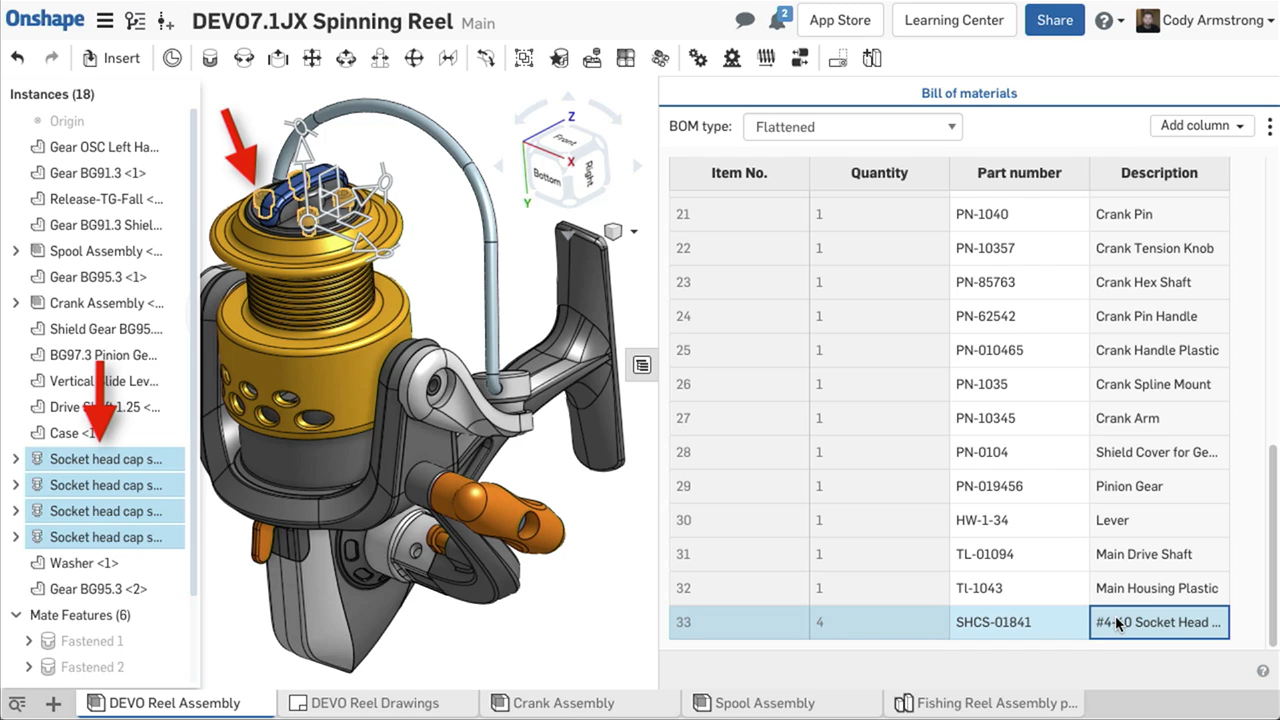 Onshape DEVO7.1JX Spinning Reel Main 2 App Store Learning Center Share ? Cody Armstrong
Insert
Instances (18)
Origin
Gear OSC Left Ha...
Gear BG91.3 <1>
Release-TG-Fall <...
Gear BG91.3 Shiel...
Spool Assembly <...
Gear BG95.3 <1>
Crank Assembly <...
Shield Gear BG95....
BG97.3 Pinion Ge...
Vertical Slide Lev...
Drive 1.25 <...
Case
Socket head cap s...
Socket head cap s...
Socket head cap s...
Socket head cap s...
Washer <1>
Gear BG95.3 <2>
Mate Features (6)
Fastened 1
Fastened 2
Z
Front
X
Bottom
Right
Y
Bill of materials
BOM type: Flattened Add column
Item No. Quantity Part number Description
21 1 PN-1040 Crank Pin
22 1 PN-10357 Crank Tension Knob
23 1 PN-85763 Crank Hex Shaft
24 1 PN-62542 Crank Pin Handle
25 1 PN-010465 Crank Handle Plastic
26 1 PN-1035 Crank Spline Mount
27 1 PN-10345 Crank Arm
28 1 PN-0104 Shield Cover for Ge...
29 1 PN-019456 Pinion Gear
30 1 HW-1-34 Lever
31 1 TL-01094 Main Drive Shaft
32 1 Tl-1043 Main Housing Plastic
33 4 SHCS-01841 Socket Head ...
?
DEVO Reel Assembly DEVO Reel Drawings Crank Assembly Spool Assembly Fishing Reel Assembly p...